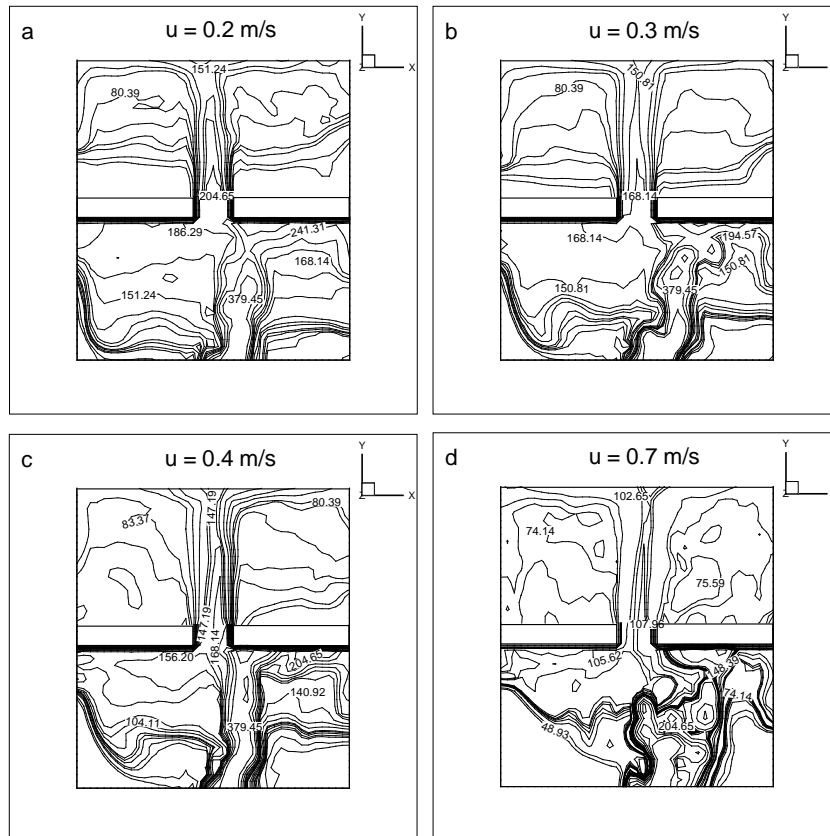 a
u = 0.2 m/s
Y
Z
X
151.24
80.39
204.65
186.29
241.31
168.14
151.24
379.45
b
u = 0.3 m/s
Y
Z
150.81
80.39
168.14
168.14
194.57
150.81
150.81
379.45
c
u = 0.4 m/s
Y
Z
X
147.19
80.39
83.37
147.19
168.14
156.20
204.65
140.92
104.11
379.45
d
u = 0.7 m/s
Y
Z
102.65
74.14
75.59
107.96
105.62
48.39
74.14
48.93
204.65